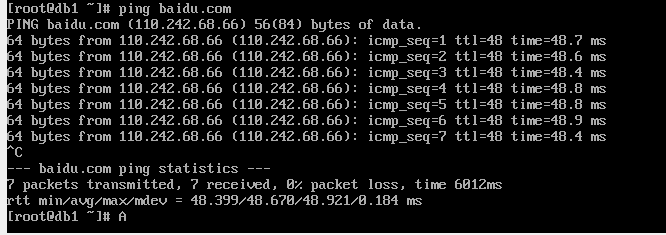 [root@db1 ~]# ping baidu.com
PING baidu.com (110.242.68.66) 56(84) bytes of data.
64 bytes from 110.242.68.66 (110.242.68.66): icmp_seq=1 ttl=48 time=48.7 ms
64 bytes from 110.242.68.66 (110.242.68.66): icmp_seq=2 ttl=48 time=48.6 ms
64 bytes from 110.242.68.66 (110.242.68.66): icmp_seq=3 ttl=48 time=48.4 ms
64 bytes from 110.242.68.66 (110.242.68.66): icmp_seq=4 ttl=48 time=48.8 ms
64 bytes from 110.242.68.66 (110.242.68.66): icmp_seq=5 ttl=48 time=48.8 ms
64 bytes from 110.242.68.66 (110.242.68.66): icmp_seq=6 ttl=48 time=48.9 ms
64 bytes from 110.242.68.66 (110.242.68.66): icmp_seq=7 ttl=48 time=48.4 ms
^C
--- baidu.com ping statistics ---
7 packets transmitted, 7 received, 0% packet loss, time 6012ms
rtt min/avg/max/mdev = 48.399/48.670/48.921/0.184 ms
[root@db1 ~]# A